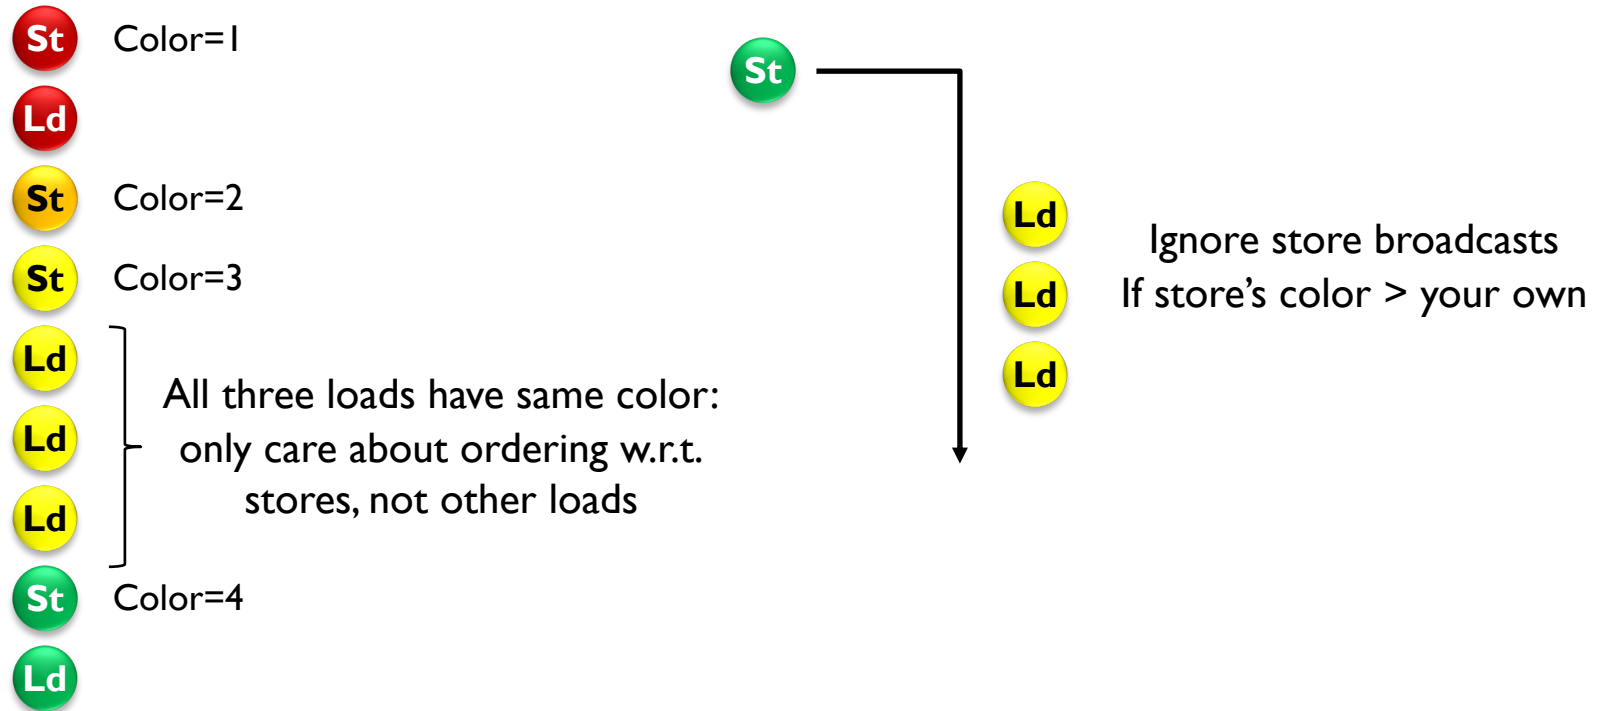 St Color=1
Ld
St Color=2
St Color=3
Ld
Ld
Ld
All three loads have same color:
only care about ordering w.r.t.
stores, not other loads
St Color=4
Ld
St
Ld
Ld
Ld
Ignore store broadcasts
If store’s color > your own